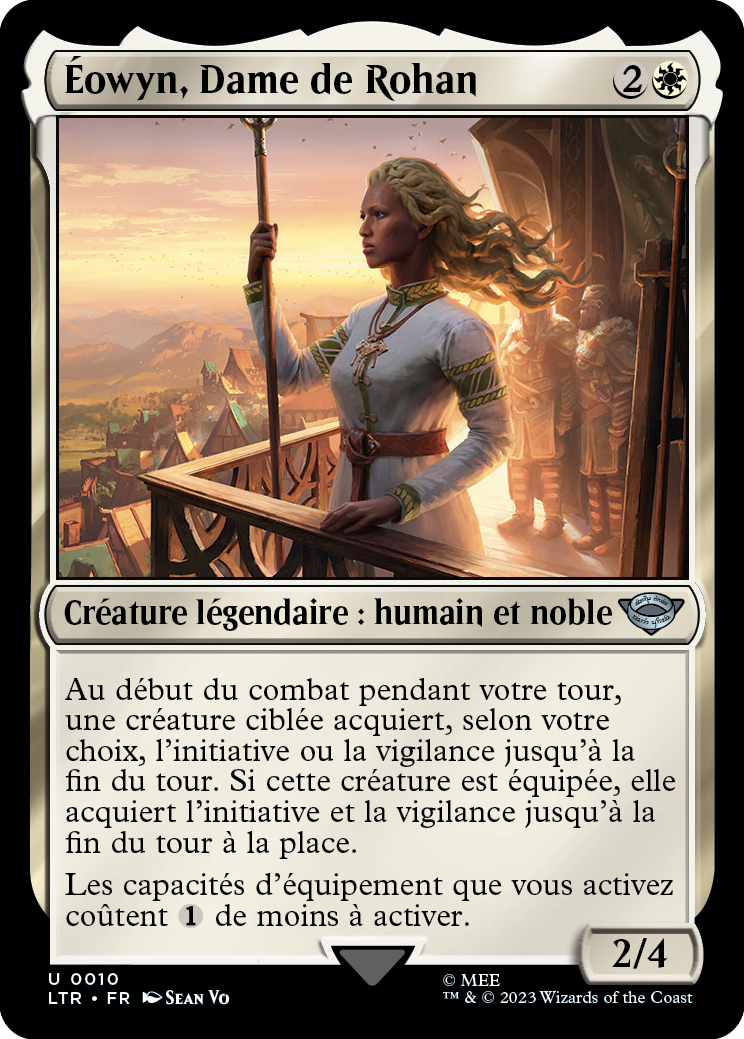 Éowyn, Dame de Rohan 2
Créature légendaire : humain et noble
Au début du combat pendant votre tour,
une créature ciblée acquiert, selon votre
choix, l'initiative ou la vigilance jusqu'à la
fin du tour. Si cette créature est équipée, elle
acquiert l'initiative et la vigilance jusqu'à la
fin du tour à la place.
Les capacités d'équipement que vous activez
coûtent 1 de moins à activer.
2/4
U 0010
LTR • FR Sean Vo
© MEE
™ & © 2023 Wizards of the Coast